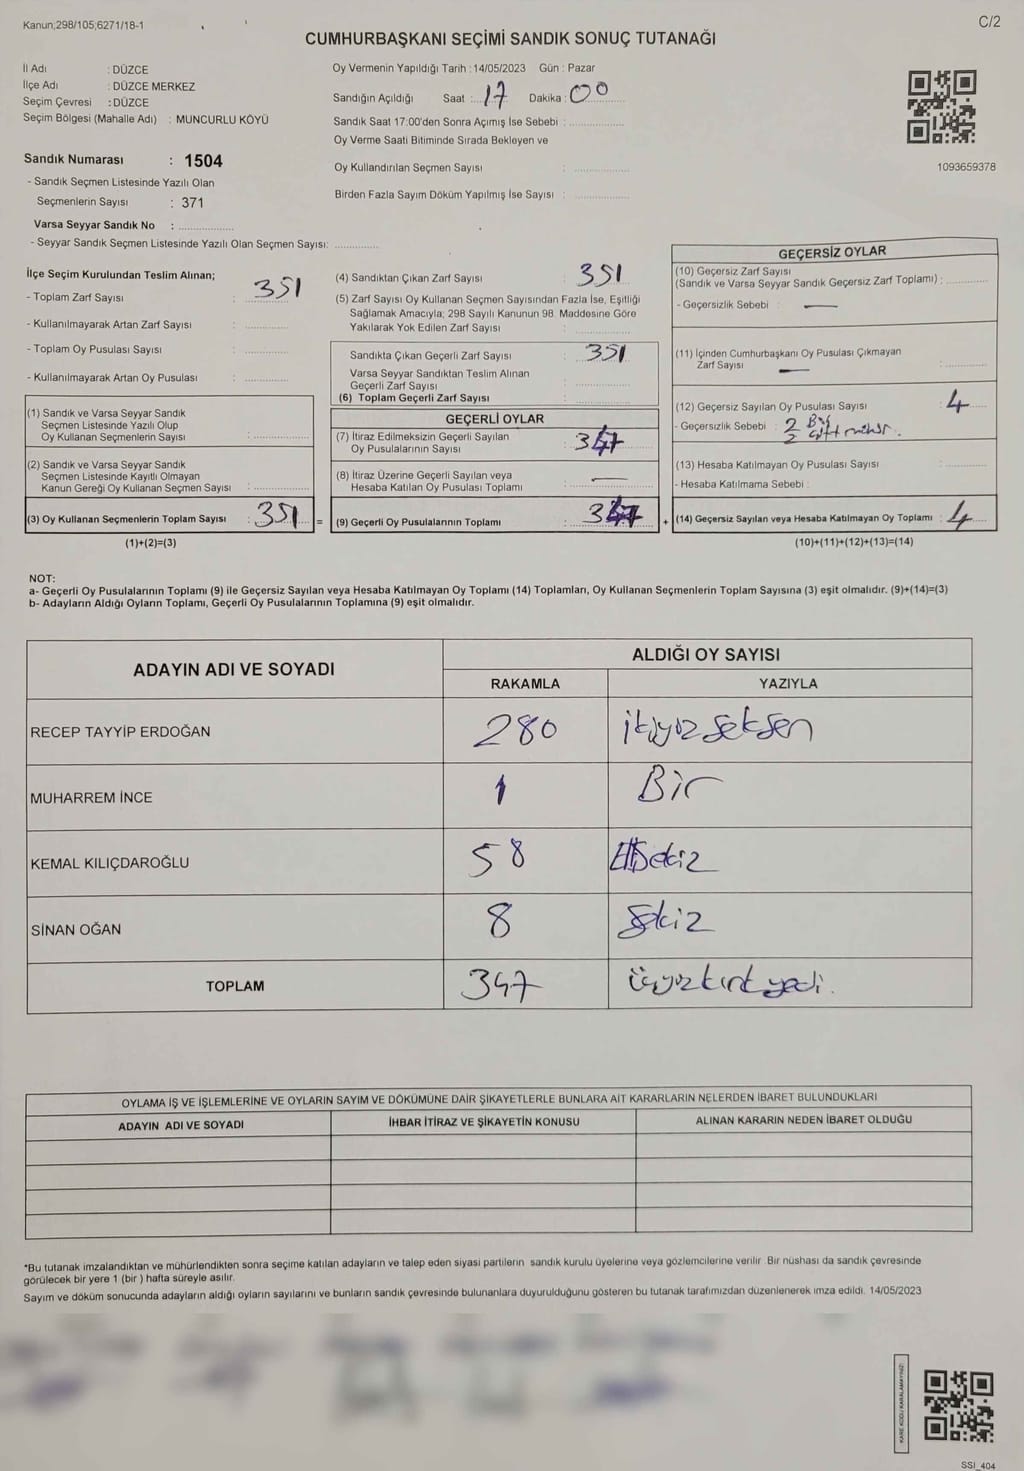 Kanun;298/105;6271/18-1
C/2
CUMHURBAŞKANI SEÇİMİ SANDIK SONUÇ TUTANAĞI
İl Adı : DÜZCE
İlçe Adı : DÜZCE MERKEZ
Seçim Çevresi : DÜZCE
Seçim Bölgesi (Mahalle Adı) : MUNCURLU KÖYÜ
Oy Vermenin Yapıldığı Tarih : 14/05/2023 Gün : Pazar
Sandığın Açıldığı Saat : 17 Dakika : 00
Sandık Saat 17:00'den Sonra Açımış İse Sebebi :
Oy Verme Saati Bitiminde Sırada Bekleyen ve
Oy Kullandırılan Seçmen Sayısı :
Birden Fazla Sayım Döküm Yapılmış İse Sayısı :
1093659378
Sandık Numarası : 1504
- Sandık Seçmen Listesinde Yazılı Olan
Seçmenlerin Sayısı : 371
Varsa Seyyar Sandık No :
- Seyyar Sandık Seçmen Listesinde Yazılı Olan Seçmen Sayısı:
İlçe Seçim Kurulundan Teslim Alınan;
- Toplam Zarf Sayısı : 351
- Kullanılmayarak Artan Zarf Sayısı :
- Toplam Oy Pusulası Sayısı :
- Kullanılmayarak Artan Oy Pusulası :
(1) Sandık ve Varsa Seyyar Sandık
Seçmen Listesinde Yazılı Olup
Oy Kullanan Seçmenlerin Sayısı :
(2) Sandık ve Varsa Seyyar Sandık
Seçmen Listesinde Kayıtlı Olmayan
Kanun Gereği Oy Kullanan Seçmen Sayısı :
(3) Oy Kullanan Seçmenlerin Toplam Sayısı : 351 =
(1)+(2)=(3)
(4) Sandıktan Çıkan Zarf Sayısı : 351
(5) Zarf Sayısı Oy Kullanan Seçmen Sayısından Fazla İse, Eşitliği
Sağlamak Amacıyla; 298 Sayılı Kanunun 98. Maddesine Göre
Yakılarak Yok Edilen Zarf Sayısı :
Sandıkta Çıkan Geçerli Zarf Sayısı : 351
Varsa Seyyar Sandıktan Teslim Alınan
Geçerli Zarf Sayısı :
(6) Toplam Geçerli Zarf Sayısı :
GEÇERLİ OYLAR
(7) İtiraz Edilmeksizin Geçerli Sayılan
Oy Pusulalarının Sayısı : 347
(8) İtiraz Üzerine Geçerli Sayılan veya
Hesaba Katılan Oy Pusulası Toplamı : —
(9) Geçerli Oy Pusulalarının Toplamı : 347 +
GEÇERSİZ OYLAR
(10) Geçersiz Zarf Sayısı
(Sandık ve Varsa Seyyar Sandık Geçersiz Zarf Toplamı) :
- Geçersizlik Sebebi : —
(11) İçinden Cumhurbaşkanı Oy Pusulası Çıkmayan
Zarf Sayısı — :
(12) Geçersiz Sayılan Oy Pusulası Sayısı : 4
- Geçersizlik Sebebi : 2 Bir
2 çift mühür.
(13) Hesaba Katılmayan Oy Pusulası Sayısı :
- Hesaba Katılmama Sebebi :
(14) Geçersiz Sayılan veya Hesaba Katılmayan Oy Toplamı : 4
(10)+(11)+(12)+(13)=(14)
NOT:
a- Geçerli Oy Pusulalarının Toplamı (9) ile Geçersiz Sayılan veya Hesaba Katılmayan Oy Toplamı (14) Toplamları, Oy Kullanan Seçmenlerin Toplam Sayısına (3) eşit olmalıdır. (9)+(14)=(3)
b- Adayların Aldığı Oyların Toplamı, Geçerli Oy Pusulalarının Toplamına (9) eşit olmalıdır.
ADAYIN ADI VE SOYADI
ALDIĞI OY SAYISI
RAKAMLA YAZIYLA
RECEP TAYYİP ERDOĞAN 280 ikiyüz seksen
MUHARREM İNCE 1 Bir
KEMAL KILIÇDAROĞLU 58 Ellisekiz
SİNAN OĞAN 8 sekiz
TOPLAM 347 üçyüz kırk yedi.
OYLAMA İŞ VE İŞLEMLERİNE VE OYLARIN SAYIM VE DÖKÜMÜNE DAİR ŞİKAYETLERLE BUNLARA AİT KARARLARIN NELERDEN İBARET BULUNDUKLARI
ADAYIN ADI VE SOYADI İHBAR İTİRAZ VE ŞİKAYETİN KONUSU ALINAN KARARIN NEDEN İBARET OLDUĞU
*Bu tutanak imzalandıktan ve mühürlendikten sonra seçime katılan adayların ve talep eden siyasi partilerin sandık kurulu üyelerine veya gözlemcilerine verilir. Bir nüshası da sandık çevresinde
görülecek bir yere 1 (bir ) hafta süreyle asılır.
Sayım ve döküm sonucunda adayların aldığı oyların sayılarını ve bunların sandık çevresinde bulunanlara duyurulduğunu gösteren bu tutanak tarafımızdan düzenlenerek imza edildi. 14/05/2023
KARE KODU KARALAMAYINIZ!
SSI_404